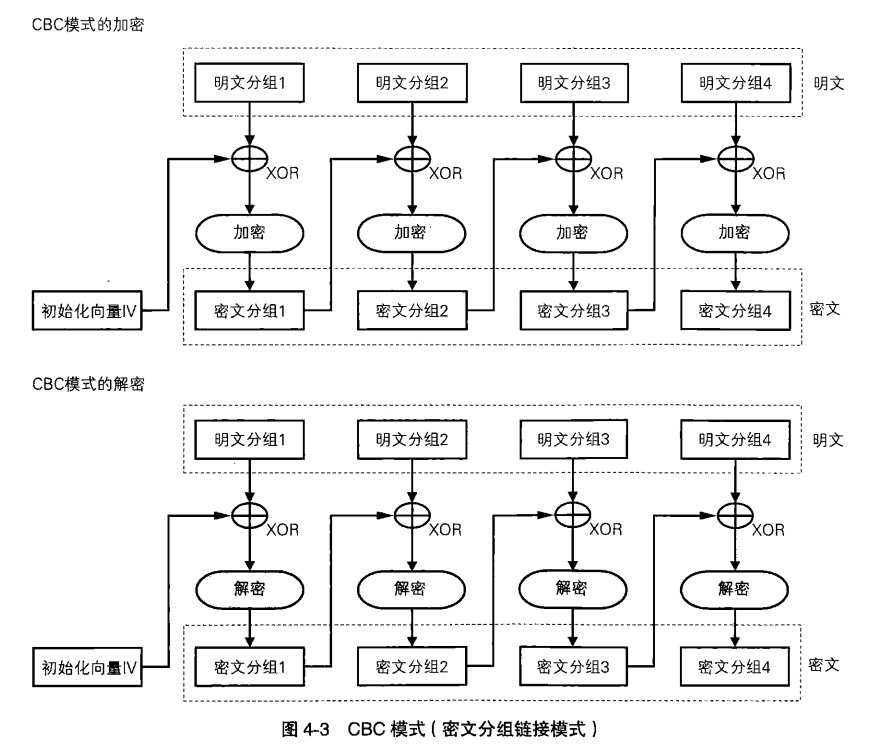 CBC模式的加密
明文分组1 明文分组2 明文分组3 明文分组4 明文
XOR XOR XOR XOR
加密 加密 加密 加密
初始化向量IV 密文分组1 密文分组2 密文分组3 密文分组4 密文
CBC模式的解密
明文分组1 明文分组2 明文分组3 明文分组4 明文
XOR XOR XOR XOR
解密 解密 解密 解密
初始化向量IV 密文分组1 密文分组2 密文分组3 密文分组4 密文
图 4-3 CBC 模式（密文分组链接模式）